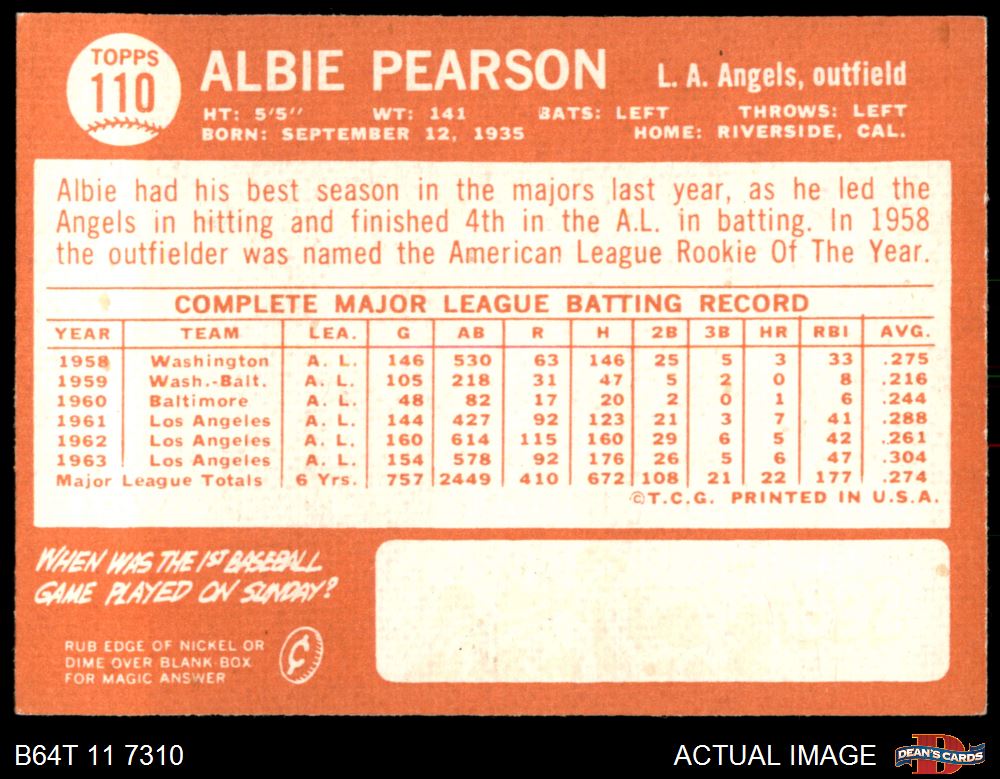 TOPPS
110
ALBIE PEARSON L. A. Angels, outfield
HT: 5'5" WT: 141 BATS: LEFT THROWS: LEFT
BORN: SEPTEMBER 12, 1935 HOME: RIVERSIDE, CAL.
Albie had his best season in the majors last year, as he led the
Angels in hitting and finished 4th in the A.L. in batting. In 1958
the outfielder was named the American League Rookie Of The Year.
COMPLETE MAJOR LEAGUE BATTING RECORD
YEAR TEAM LEA. G AB R H 2B 3B HR RBI AVG.
1958 Washington A. L. 146 530 63 146 25 5 3 33 .275
1959 Wash.-Balt. A. L. 105 218 31 47 5 2 0 8 .216
1960 Baltimore A. L. 48 82 17 20 2 0 1 6 .244
1961 Los Angeles A. L. 144 427 92 123 21 3 7 41 .288
1962 Los Angeles A. L. 160 614 115 160 29 6 5 42 .261
1963 Los Angeles A. L. 154 578 92 176 26 5 6 47 .304
Major League Totals 6 Yrs. 757 2449 410 672 108 21 22 177 .274
©T.C.G. PRINTED IN U.S.A.
WHEN WAS THE 1ST BASEBALL
GAME PLAYED ON SUNDAY?
RUB EDGE OF NICKEL OR
DIME OVER BLANK BOX
FOR MAGIC ANSWER
¢
B64T 11 7310 ACTUAL IMAGE
D
DEAN'S CARDS